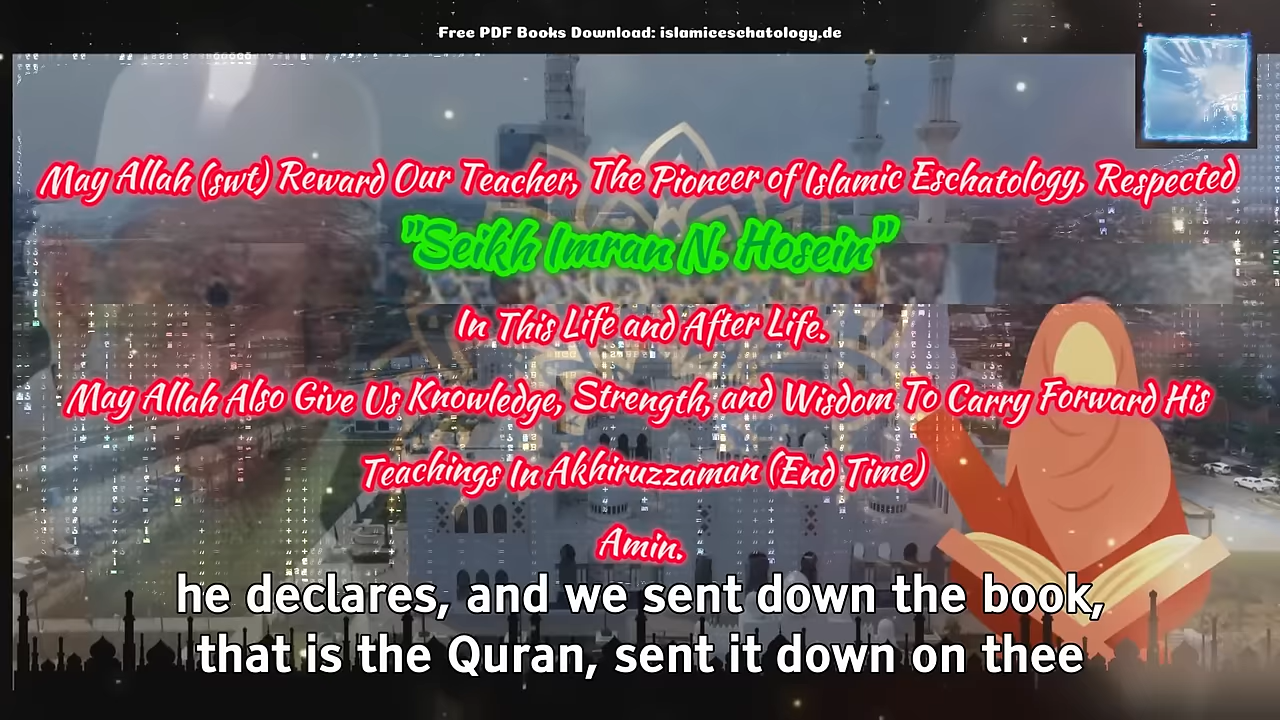 Free PDF Books Download: islamiceschatology.de
May Allah (swt) Reward Our Teacher, The Pioneer of Islamic Eschatology, Respected
"Seikh Imran N. Hosein"
In This Life and After Life.
May Allah Also Give Us Knowledge, Strength, and Wisdom To Carry Forward His
Teachings In Akhiruzzaman (End Time)
Amin.
he declares, and we sent down the book,
that is the Quran, sent it down on thee